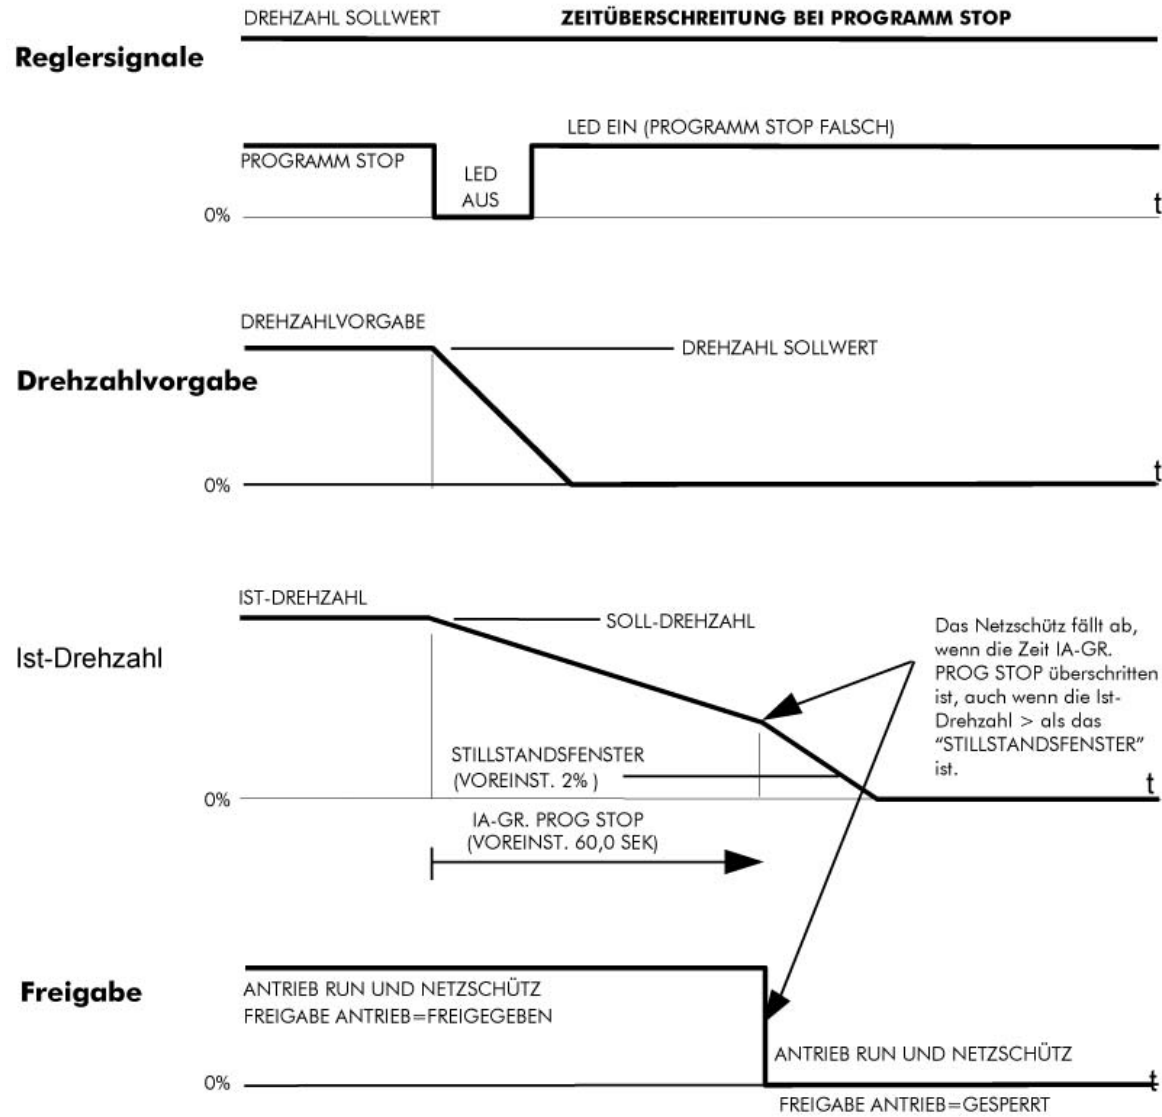 DREHZAHL SOLLWERT
ZEITÜBERSCHREITUNG BEI PROGRAMM STOP
Reglersignale
LED EIN (PROGRAMM STOP FALSCH)
PROGRAMM STOP
LED
AUS
0%
t
DREHZAHLVORGABE
DREHZAHL SOLLWERT
Drehzahlvorgabe
0%
t
IST-DREHZAHL
SOLL-DREHZAHL
Ist-Drehzahl
Das Netzschütz fällt ab,
wenn die Zeit IA-GR.
PROG STOP überschritten
ist, auch wenn die Ist-
Drehzahl > als das
"STILLSTANDSFENSTER"
ist.
STILLSTANDSFENSTER
(VOREINST. 2% )
0%
t
IA-GR. PROG STOP
(VOREINST. 60,0 SEK)
Freigabe
ANTRIEB RUN UND NETZSCHÜTZ
FREIGABE ANTRIEB=FREIGEGEBEN
ANTRIEB RUN UND NETZSCHÜTZ
0%
t
FREIGABE ANTRIEB=GESPERRT